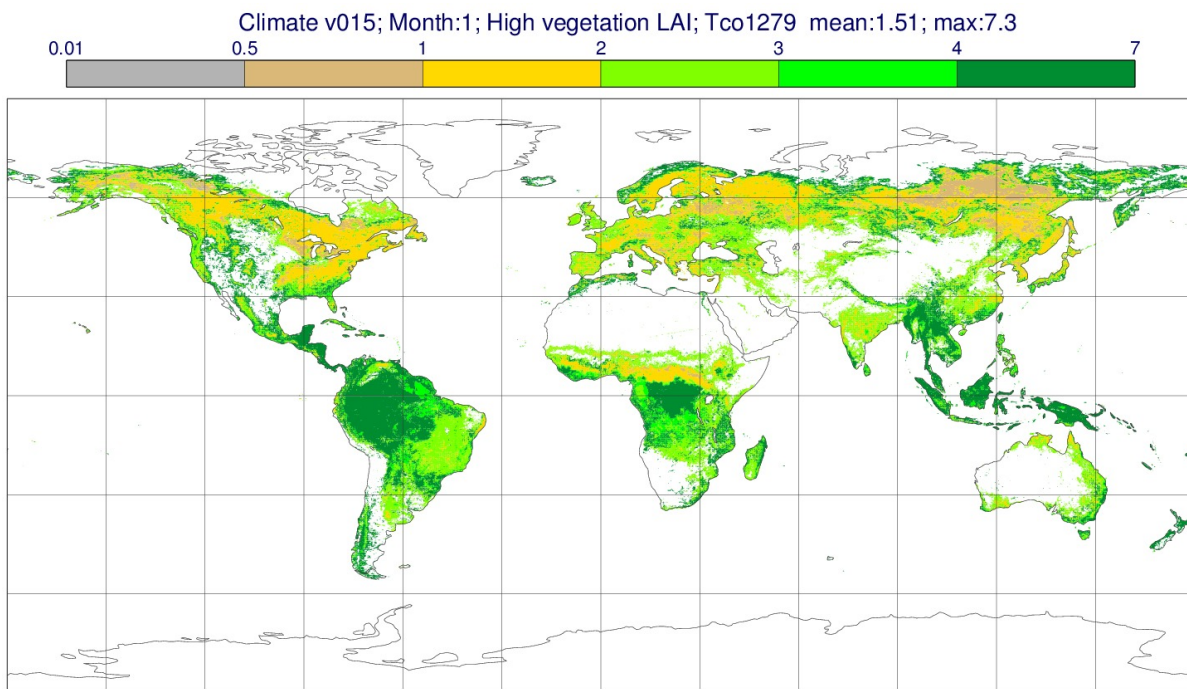 Climate v015; Month:1; High vegetation LAI; Tco1279 mean:1.51; max:7.3
0.01 0.5 1 2 3 4 7